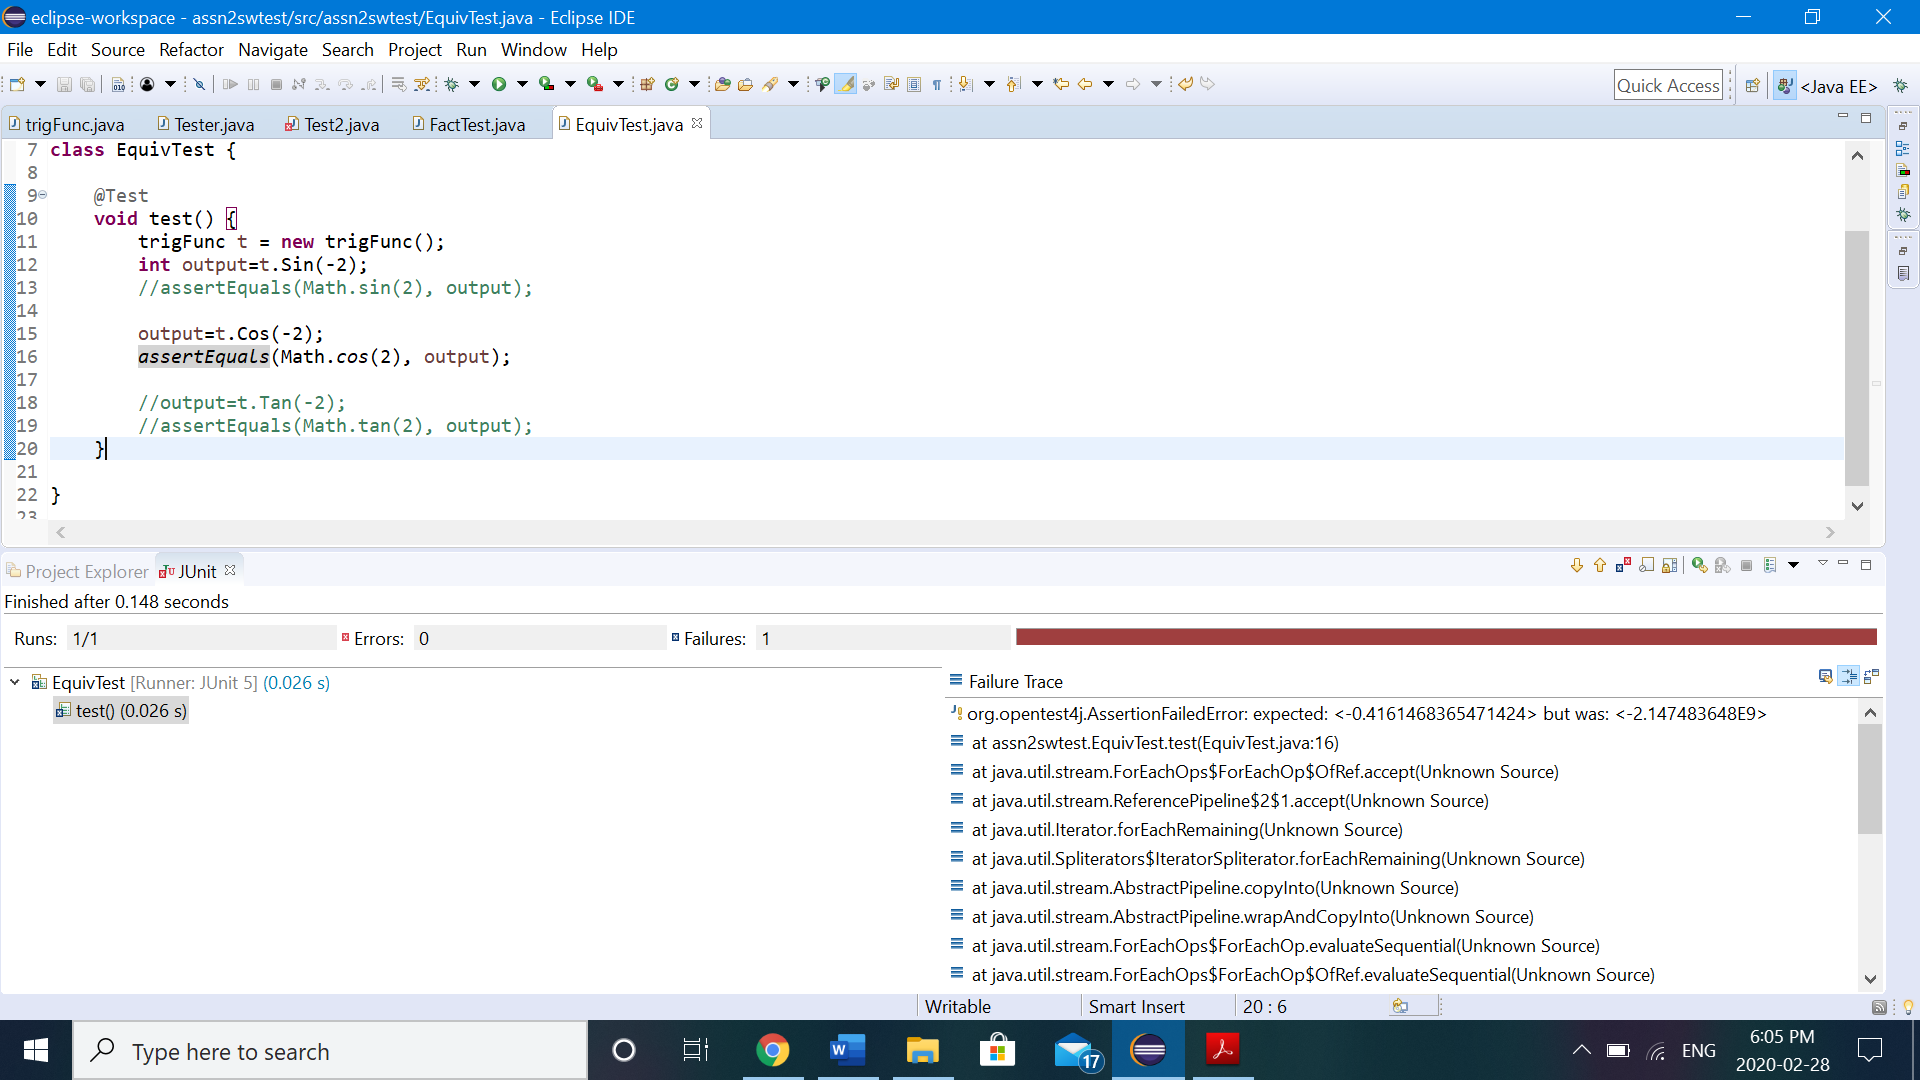 eclipse-workspace - assn2swtest/src/assn2swtest/EquivTest.java - Eclipse IDE
File Edit Source Refactor Navigate Search Project Run Window Help
Quick Access
<Java EE>
trigFunc.java Tester.java Test2.java FactTest.java EquivTest.java
7 class EquivTest {
8
9 @Test
10 void test() {
11 trigFunc t = new trigFunc();
12 int output=t.Sin(-2);
13 //assertEquals(Math.sin(2), output);
14
15 output=t.Cos(-2);
16 assertEquals(Math.cos(2), output);
17
18 //output=t.Tan(-2);
19 //assertEquals(Math.tan(2), output);
20 }
21
22 }
23
Project Explorer JUnit
Finished after 0.148 seconds
Runs: 1/1 Errors: 0 Failures: 1
EquivTest [Runner: JUnit 5] (0.026 s)
test() (0.026 s)
Failure Trace
org.opentest4j.AssertionFailedError: expected: <-0.4161468365471424> but was: <-2.147483648E9>
at assn2swtest.EquivTest.test(EquivTest.java:16)
at java.util.stream.ForEachOps$ForEachOp$OfRef.accept(Unknown Source)
at java.util.stream.ReferencePipeline$2$1.accept(Unknown Source)
at java.util.Iterator.forEachRemaining(Unknown Source)
at java.util.Spliterators$IteratorSpliterator.forEachRemaining(Unknown Source)
at java.util.stream.AbstractPipeline.copyInto(Unknown Source)
at java.util.stream.AbstractPipeline.wrapAndCopyInto(Unknown Source)
at java.util.stream.ForEachOps$ForEachOp.evaluateSequential(Unknown Source)
at java.util.stream.ForEachOps$ForEachOp$OfRef.evaluateSequential(Unknown Source)
Writable Smart Insert 20 : 6
Type here to search
17
ENG
6:05 PM
2020-02-28